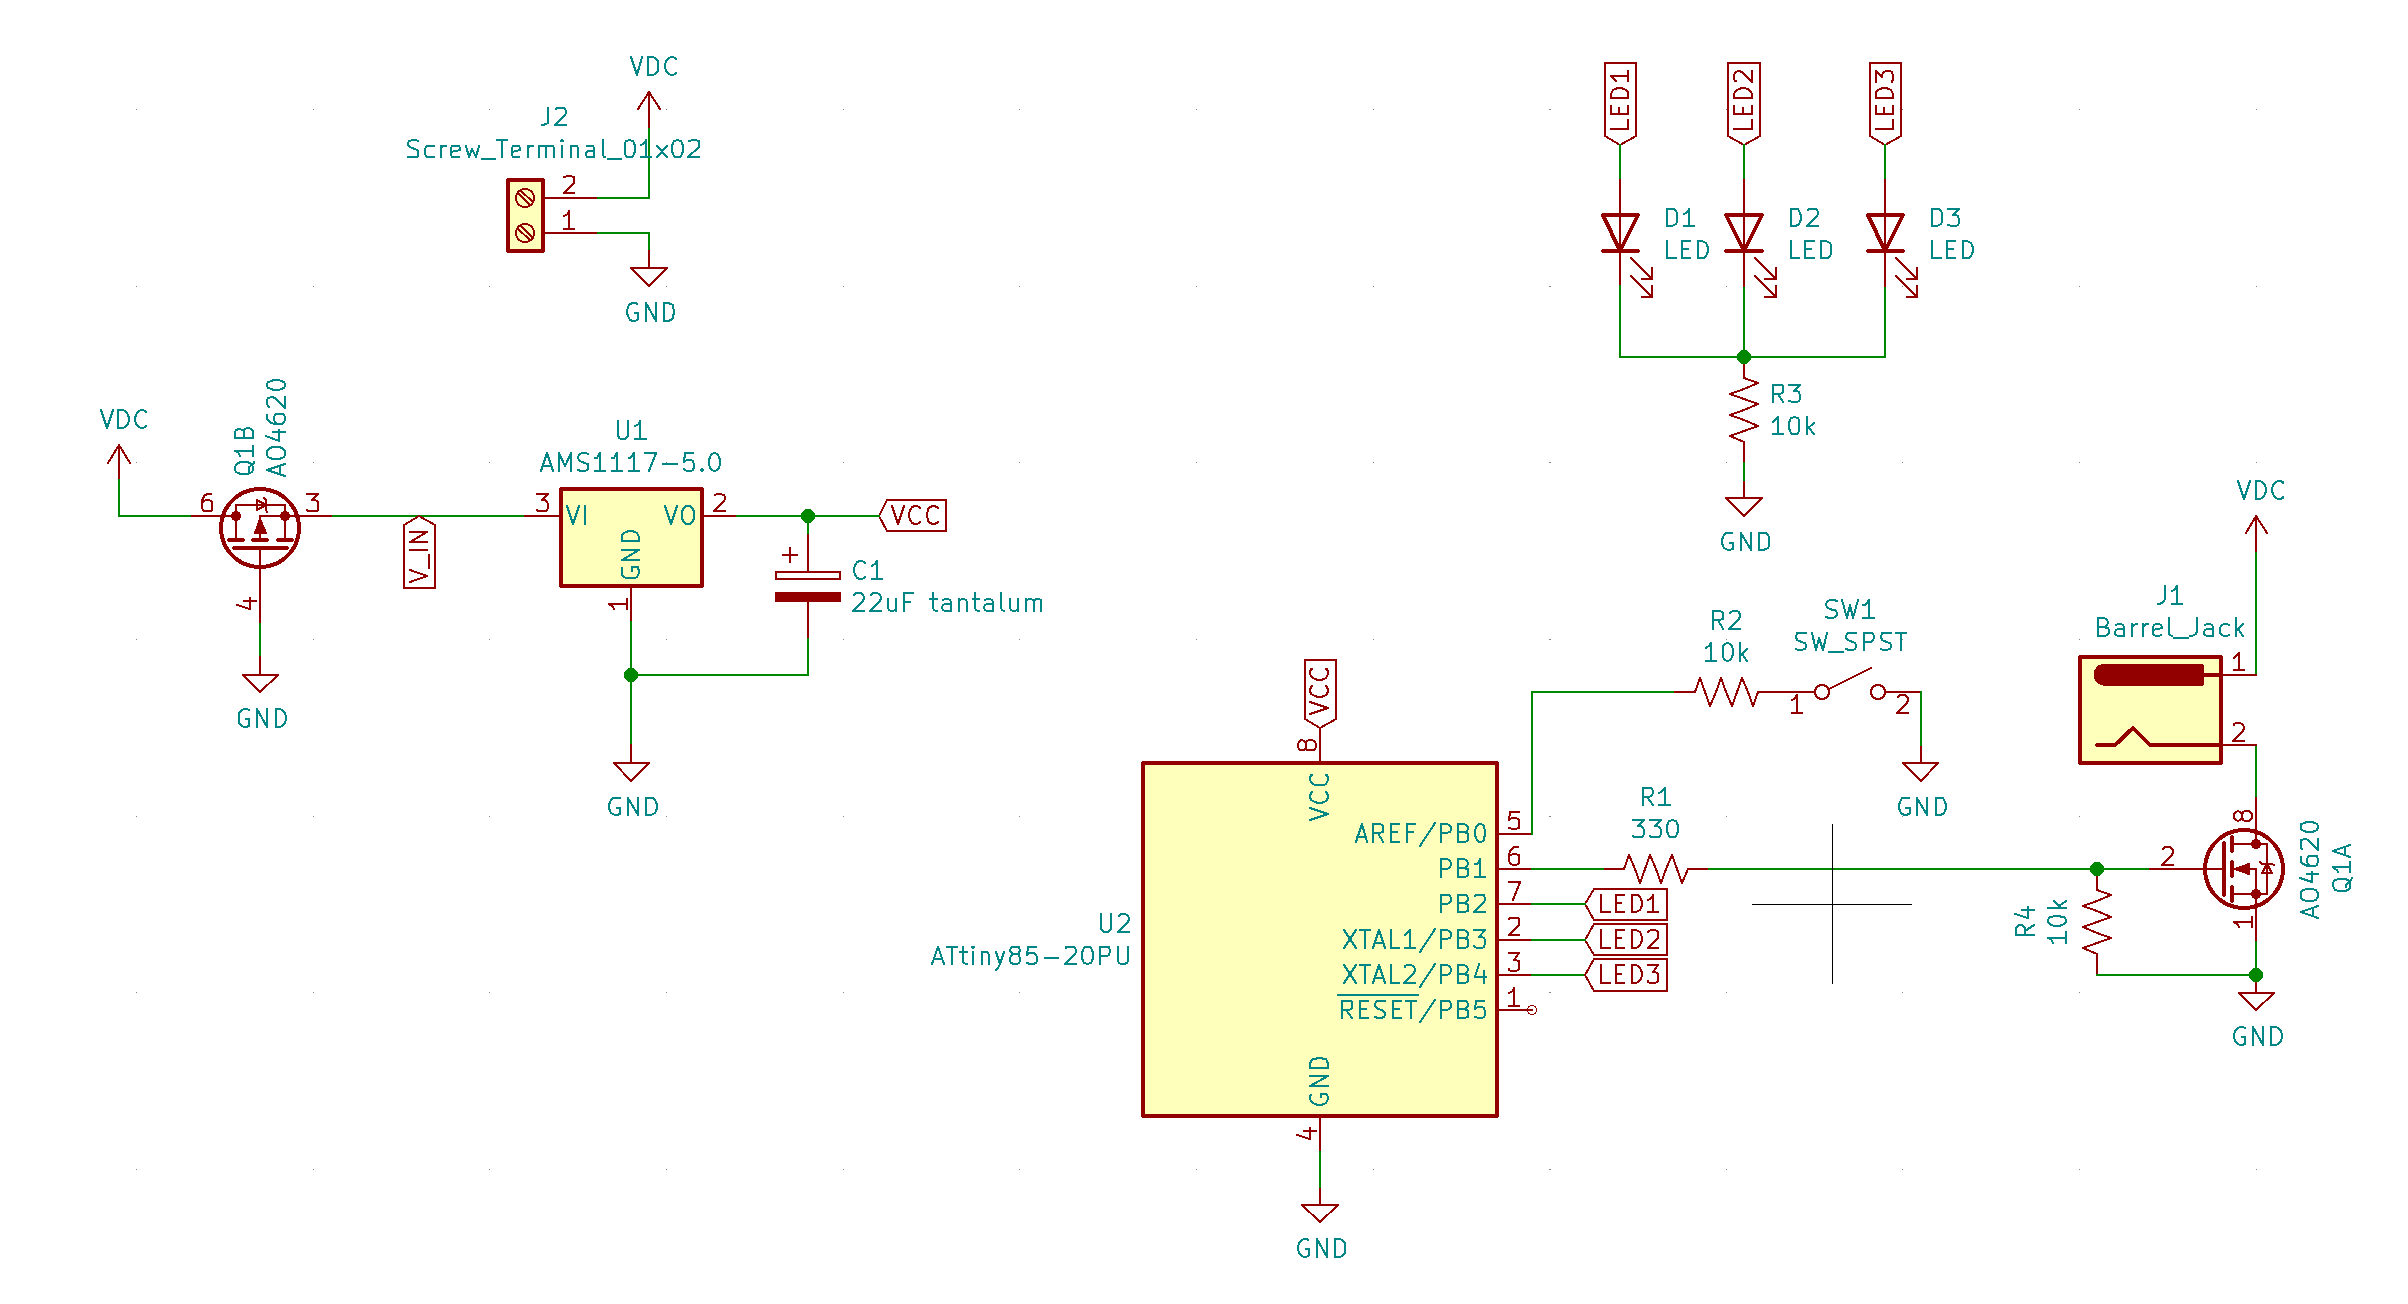 VDC
J2
Screw_Terminal_01x02
2
1
GND
LED1
LED2
LED3
D1
LED
D2
LED
D3
LED
R3
10k
GND
VDC
Q1B
AO4620
6
3
4
GND
V_IN
U1
AMS1117-5.0
3
VI
VO
2
GND
1
VCC
+
C1
22uF tantalum
GND
VCC
8
VCC
U2
ATtiny85-20PU
AREF/PB0
5
PB1
6
PB2
7
XTAL1/PB3
2
XTAL2/PB4
3
RESET/PB5
1
GND
4
GND
LED1
LED2
LED3
R2
10k
SW1
SW_SPST
1
2
GND
R1
330
VDC
J1
Barrel_Jack
1
2
8
2
1
AO4620
Q1A
R4
10k
GND